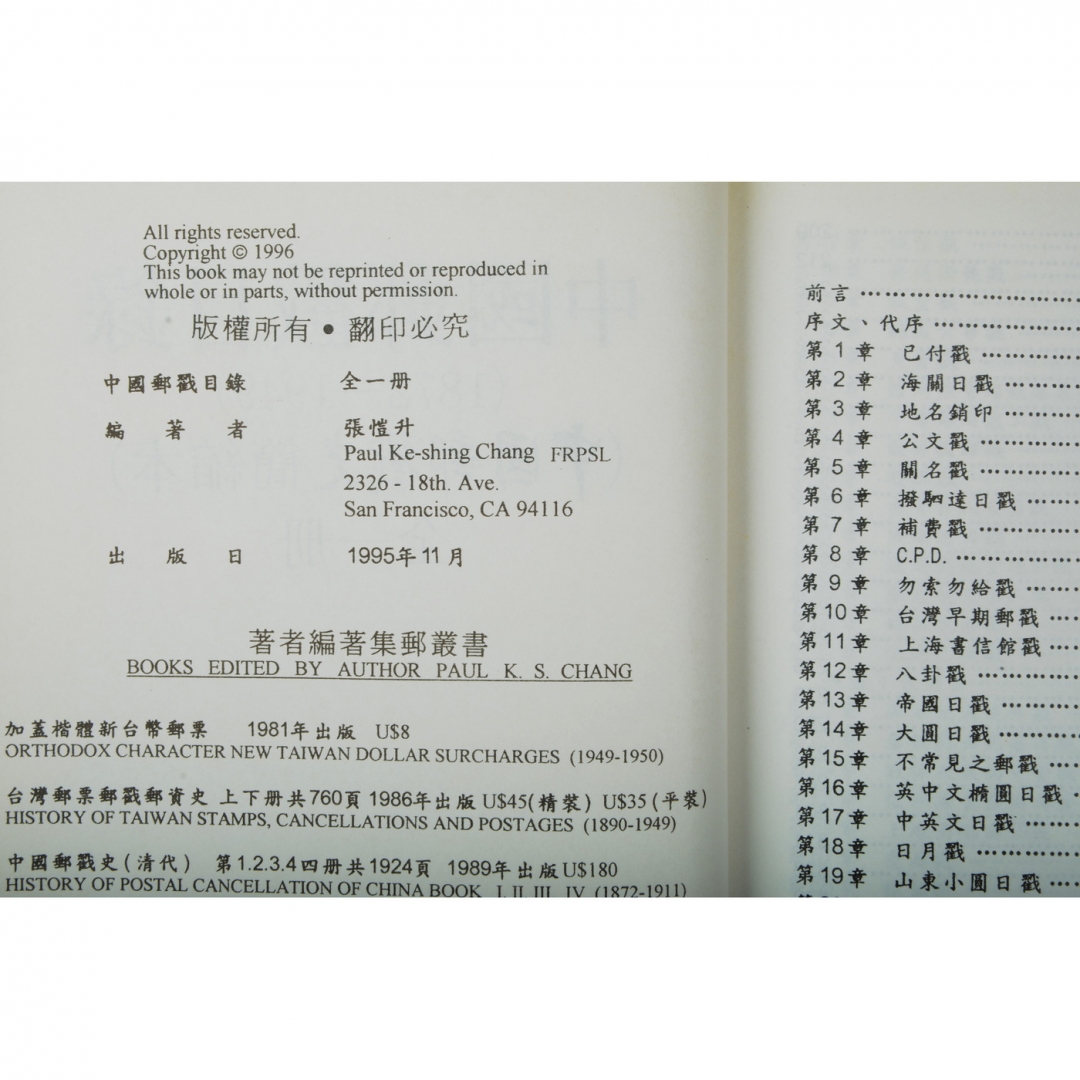 All rights reserved.
Copyright © 1996
This book may not be reprinted or reproduced in
whole or in parts, without permission.
版權所有•翻印必究
中國郵戳目錄 全一册
編 著 者 張愷升
Paul Ke-shing Chang FRPSL
2326 - 18th. Ave.
San Francisco, CA 94116
出 版 日 1995年11月
著者編著集郵叢書
BOOKS EDITED BY AUTHOR PAUL K. S. CHANG
加蓋楷體新台幣郵票 1981年出版 U$8
ORTHODOX CHARACTER NEW TAIWAN DOLLAR SURCHARGES (1949-1950)
台灣郵票郵戳郵資史 上下册共760頁 1986年出版 U$45(精裝) U$35(平裝)
HISTORY OF TAIWAN STAMPS, CANCELLATIONS AND POSTAGES (1890-1949)
中國郵戳史(清代) 第1.2.3.4四册共1924頁 1989年出版 U$180
HISTORY OF POSTAL CANCELLATION OF CHINA BOOK I, II, III, IV (1872-1911)
前言
序文、代序
第1章 已付戳
第2章 海關日戳
第3章 地名銷印
第4章 公文戳
第5章 關名戳
第6章 撥駟達日戳
第7章 補費戳
第8章 C.P.D.
第9章 勿索勿給戳
第10章 台灣早期郵戳
第11章 上海書信館戳
第12章 八卦戳
第13章 帝國日戳
第14章 大圓日戳
第15章 不常見之郵戳
第16章 英中文橢圓日戳
第17章 中英文日戳
第18章 日月戳
第19章 山東小圓日戳